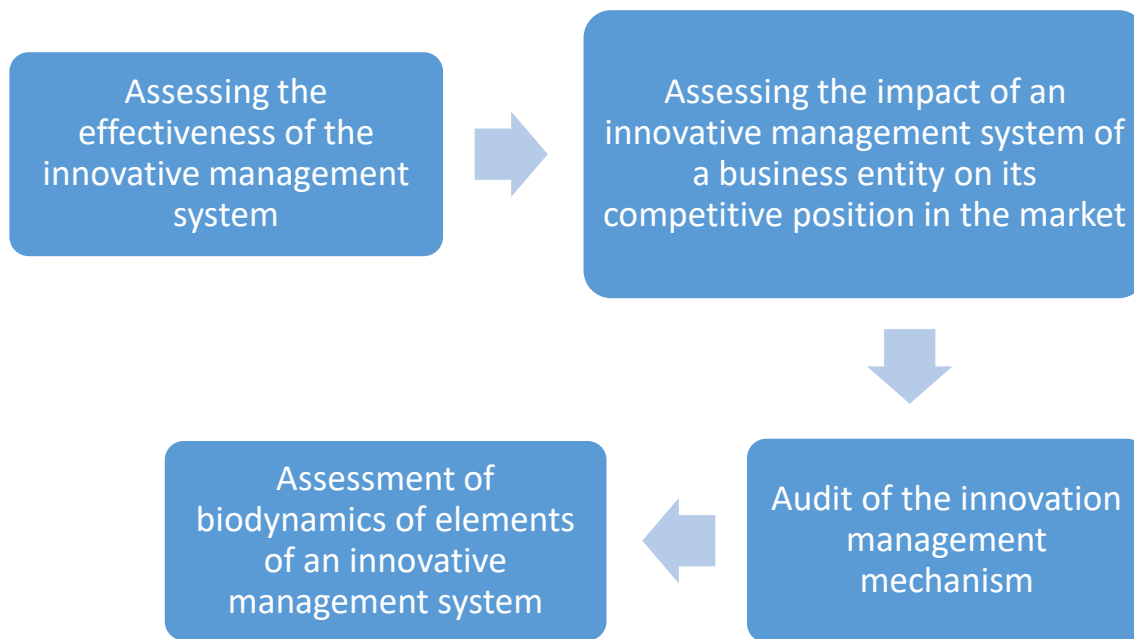 Assessing the
effectiveness of the
innovative management
system
Assessing the impact of an
innovative management system of
a business entity on its
competitive position in the market
Audit of the innovation
management
mechanism
Assessment of
biodynamics of elements
of an innovative
management system